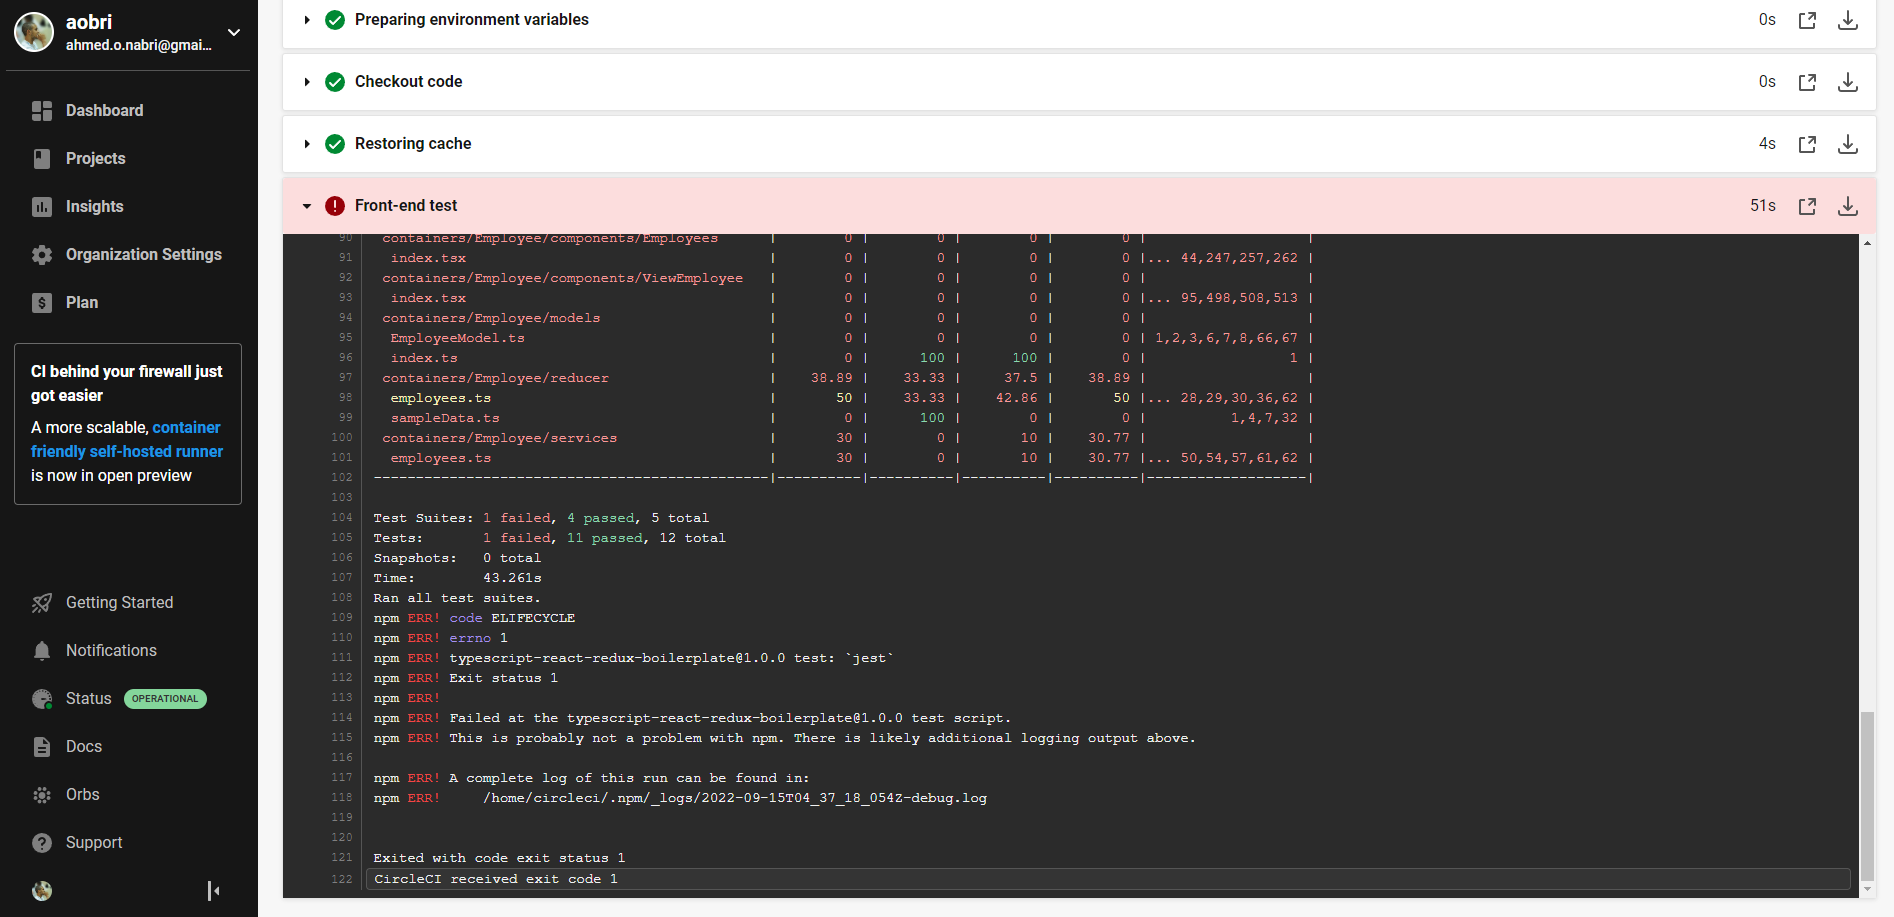 aobri
ahmed.o.nabri@gmai...
Dashboard
Projects
Insights
Organization Settings
Plan
CI behind your firewall just
got easier
A more scalable, container
friendly self-hosted runner
is now in open preview
Getting Started
Notifications
Status OPERATIONAL
Docs
Orbs
Support
Preparing environment variables 0s
Checkout code 0s
Restoring cache 4s
Front-end test 51s
90 containers/Employee/components/Employees | 0 | 0 | 0 | 0 | |
91 index.tsx | 0 | 0 | 0 | 0 |... 44,247,257,262 |
92 containers/Employee/components/ViewEmployee | 0 | 0 | 0 | 0 | |
93 index.tsx | 0 | 0 | 0 | 0 |... 95,498,508,513 |
94 containers/Employee/models | 0 | 0 | 0 | 0 | |
95 EmployeeModel.ts | 0 | 0 | 0 | 0 | 1,2,3,6,7,8,66,67 |
96 index.ts | 0 | 100 | 100 | 0 | 1 |
97 containers/Employee/reducer | 38.89 | 33.33 | 37.5 | 38.89 | |
98 employees.ts | 50 | 33.33 | 42.86 | 50 |... 28,29,30,36,62 |
99 sampleData.ts | 0 | 100 | 0 | 0 | 1,4,7,32 |
100 containers/Employee/services | 30 | 0 | 10 | 30.77 | |
101 employees.ts | 30 | 0 | 10 | 30.77 |... 50,54,57,61,62 |
102 -----------------------------------------------|----------|----------|----------|----------|-------------------|
103
104 Test Suites: 1 failed, 4 passed, 5 total
105 Tests: 1 failed, 11 passed, 12 total
106 Snapshots: 0 total
107 Time: 43.261s
108 Ran all test suites.
109 npm ERR! code ELIFECYCLE
110 npm ERR! errno 1
111 npm ERR! typescript-react-redux-boilerplate@1.0.0 test: `jest`
112 npm ERR! Exit status 1
113 npm ERR!
114 npm ERR! Failed at the typescript-react-redux-boilerplate@1.0.0 test script.
115 npm ERR! This is probably not a problem with npm. There is likely additional logging output above.
116
117 npm ERR! A complete log of this run can be found in:
118 npm ERR! /home/circleci/.npm/_logs/2022-09-15T04_37_18_054Z-debug.log
119
120
121 Exited with code exit status 1
122 CircleCI received exit code 1